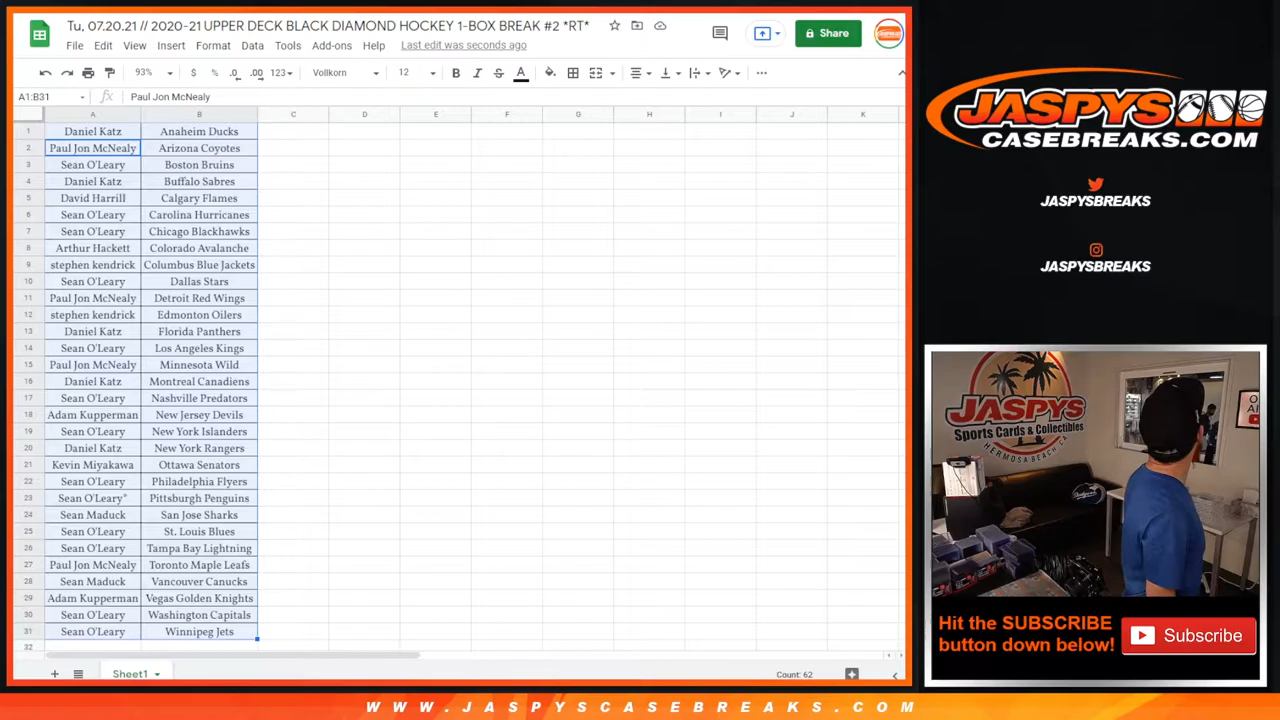 Tu, 07.20.21 // 2020-21 UPPER DECK BLACK DIAMOND HOCKEY 1-BOX BREAK #2 *RT*
File Edit View Insert Format Data Tools Add-ons Help Last edit was seconds ago
Share
93% $ % .0 .00 123 Vollkorn 12 B I S A
A1:B31 fx Paul Jon McNealy
A B C D E F G H I J K
1 Daniel Katz Anaheim Ducks
2 Paul Jon McNealy Arizona Coyotes
3 Sean O'Leary Boston Bruins
4 Daniel Katz Buffalo Sabres
5 David Harrill Calgary Flames
6 Sean O'Leary Carolina Hurricanes
7 Sean O'Leary Chicago Blackhawks
8 Arthur Hackett Colorado Avalanche
9 stephen kendrick Columbus Blue Jackets
10 Sean O'Leary Dallas Stars
11 Paul Jon McNealy Detroit Red Wings
12 stephen kendrick Edmonton Oilers
13 Daniel Katz Florida Panthers
14 Sean O'Leary Los Angeles Kings
15 Paul Jon McNealy Minnesota Wild
16 Daniel Katz Montreal Canadiens
17 Sean O'Leary Nashville Predators
18 Adam Kupperman New Jersey Devils
19 Sean O'Leary New York Islanders
20 Daniel Katz New York Rangers
21 Kevin Miyakawa Ottawa Senators
22 Sean O'Leary Philadelphia Flyers
23 Sean O'Leary* Pittsburgh Penguins
24 Sean Maduck San Jose Sharks
25 Sean O'Leary St. Louis Blues
26 Sean O'Leary Tampa Bay Lightning
27 Paul Jon McNealy Toronto Maple Leafs
28 Sean Maduck Vancouver Canucks
29 Adam Kupperman Vegas Golden Knights
30 Sean O'Leary Washington Capitals
31 Sean O'Leary Winnipeg Jets
32
Sheet1
Count: 62
JASPYS
CASEBREAKS.COM
JASPYSBREAKS
JASPYSBREAKS
JASPYS
Sports Cards & Collectibles
HERMOSA BEACH CA
Hit the SUBSCRIBE
button down below!
Subscribe
WWW.JASPYSCASEBREAKS.COM